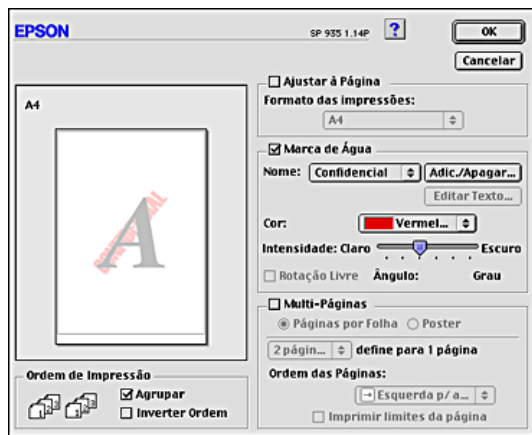 EPSON
SP 935 1.14P
?
OK
Cancelar
A4
A
CONFIDENCIAL
Ajustar à Página
Formato das impressões:
A4
Marca de Água
Nome: Confidencial Adic./Apagar...
Editar Texto...
Cor: Vermel...
Intensidade: Claro Escuro
Rotação Livre Ângulo: Grau
Multi-Páginas
Páginas por Folha Poster
2 págin... define para 1 página
Ordem das Páginas:
Esquerda p/ a...
Imprimir limites da página
Ordem de Impressão
Agrupar
Inverter Ordem